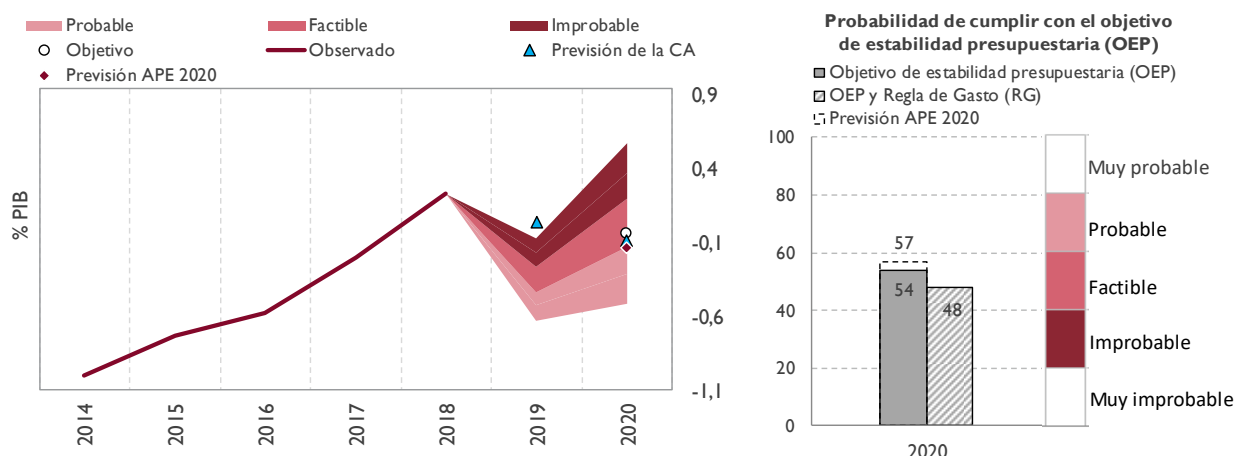 Probable Factible Improbable
Objetivo Observado Previsión de la CA
Previsión APE 2020
% PIB
0,9
0,4
-0,1
-0,6
-1,1
2014 2015 2016 2017 2018 2019 2020
Probabilidad de cumplir con el objetivo
de estabilidad presupuestaria (OEP)
Objetivo de estabilidad presupuestaria (OEP)
OEP y Regla de Gasto (RG)
Previsión APE 2020
100
80
60
40
20
0
57
54
48
2020
Muy probable
Probable
Factible
Improbable
Muy improbable